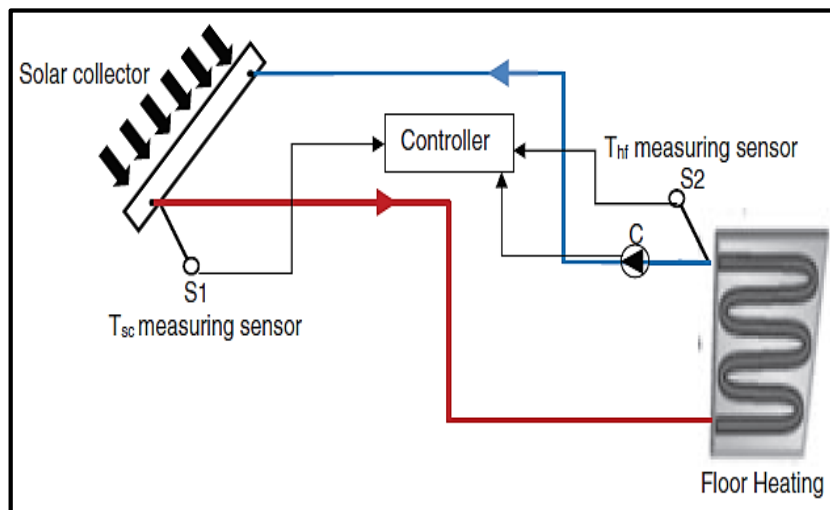 Solar collector
Controller
Thf measuring sensor
S2
C
S1
Tsc measuring sensor
Floor Heating